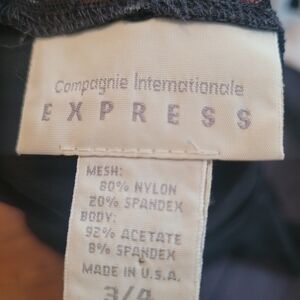 Compagnie Internationale
EXPRESS
MESH:
80% NYLON
20% SPANDEX
BODY:
92% ACETATE
8% SPANDEX
MADE IN U.S.A.
3/4